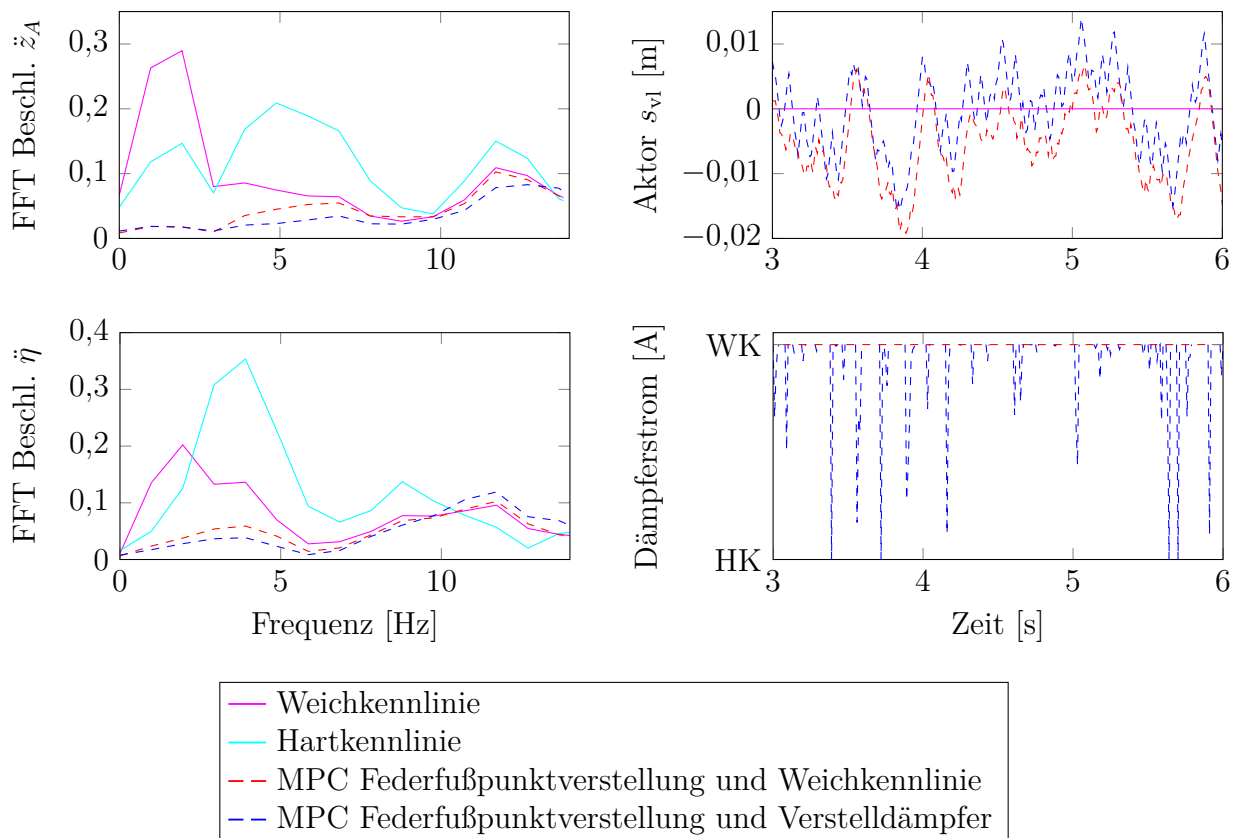 FFT Beschl. z̈_A
0,3
0,2
0,1
0
0 5 10
Aktor s_vl [m]
0,01
0
−0,01
−0,02
3 4 5 6
FFT Beschl. η̈
0,4
0,3
0,2
0,1
0
0 5 10
Frequenz [Hz]
Dämpferstrom [A]
WK
HK
3 4 5 6
Zeit [s]
Weichkennlinie
Hartkennlinie
MPC Federfußpunktverstellung und Weichkennlinie
MPC Federfußpunktverstellung und Verstelldämpfer